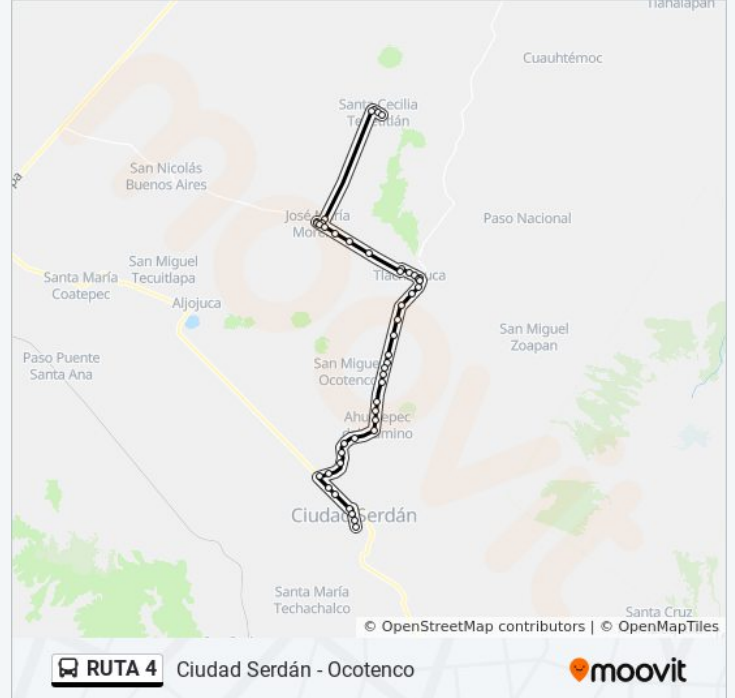 Tlanalapan
Cuauhtémoc
Santa Cecilia
San Nicolás
Buenos Aires
José María
Paso Nacional
San Miguel
Tecuitlapa
Santa María
Coatepec
Aljojuca
San Miguel
Zoapan
Paso Puente
Santa Ana
San Miguel
Ocotenco
Ciudad Serdán
Santa María
Techachalco
Santa Cruz
© OpenStreetMap contributors | © OpenMapTiles
RUTA 4 Ciudad Serdán - Ocotenco
moovit
moovit